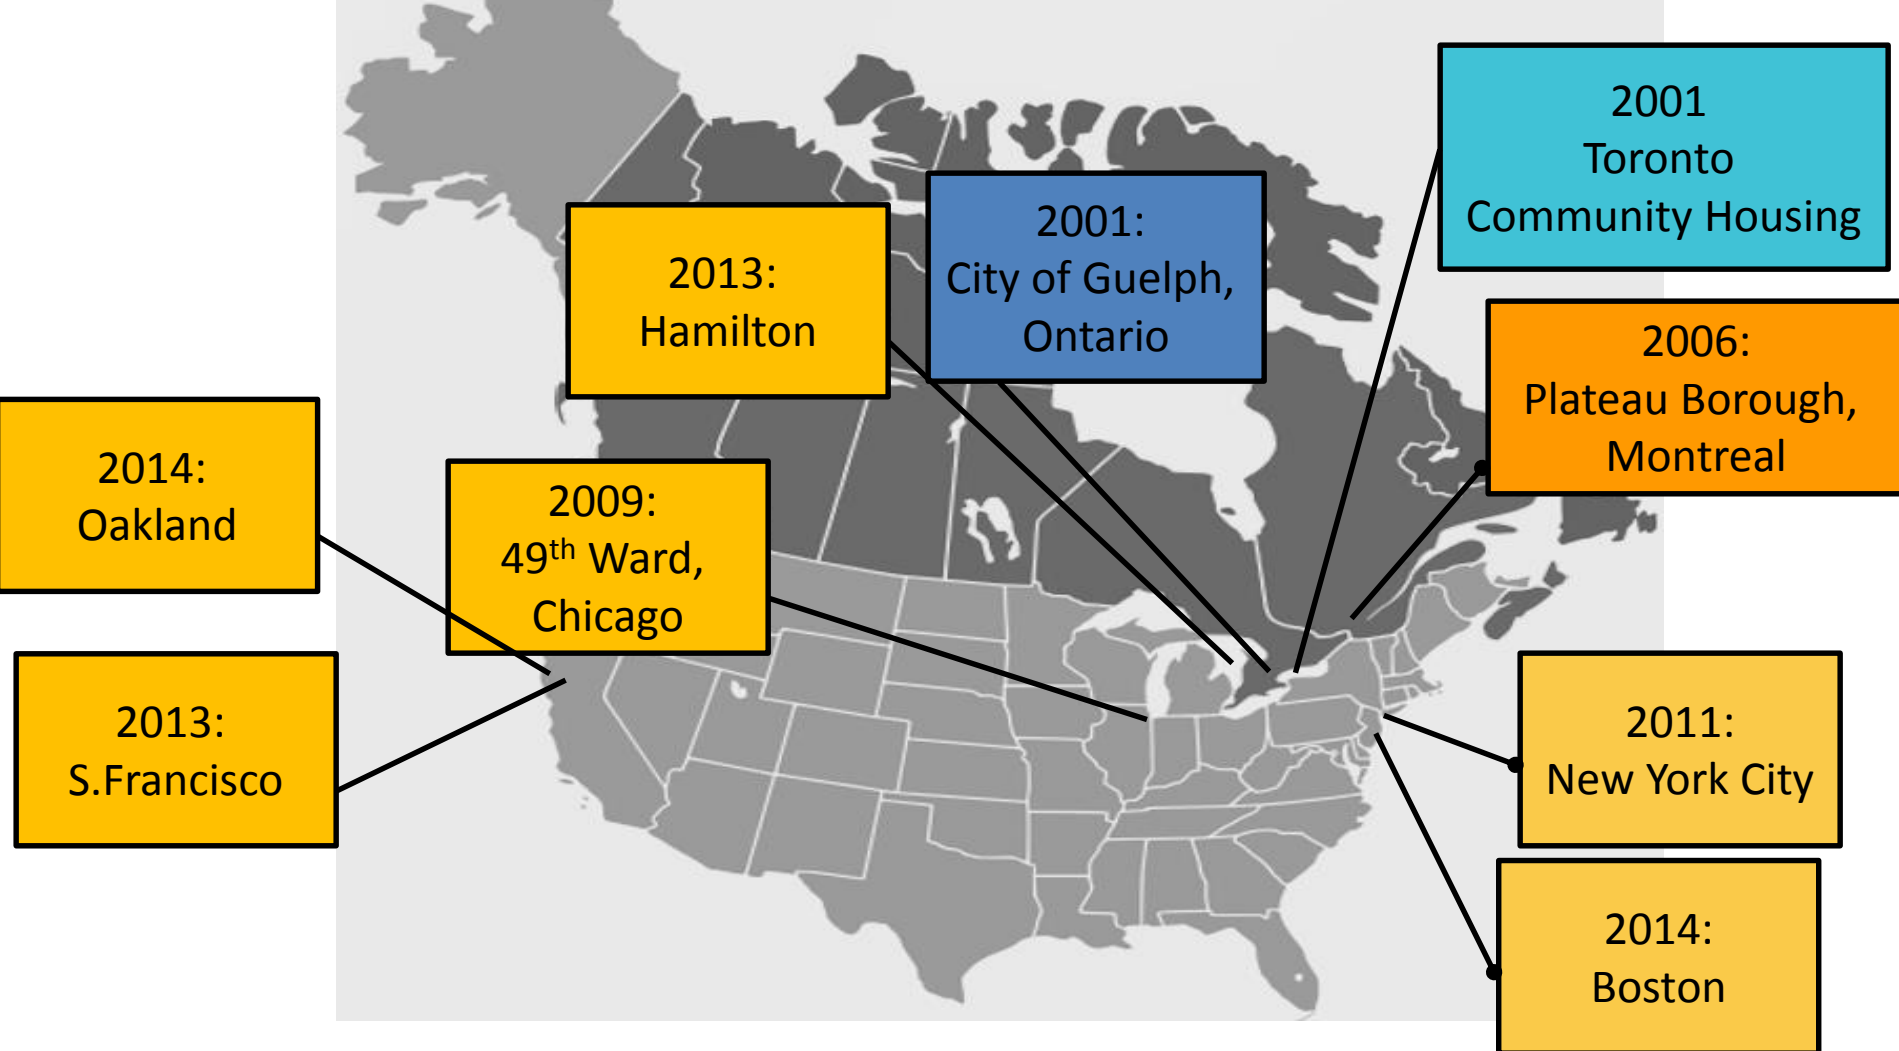 2001
Toronto
Community Housing
2001:
City of Guelph,
Ontario
2013:
Hamilton
2006:
Plateau Borough,
Montreal
2014:
Oakland
2009:
49th Ward,
Chicago
2013:
S.Francisco
2011:
New York City
2014:
Boston